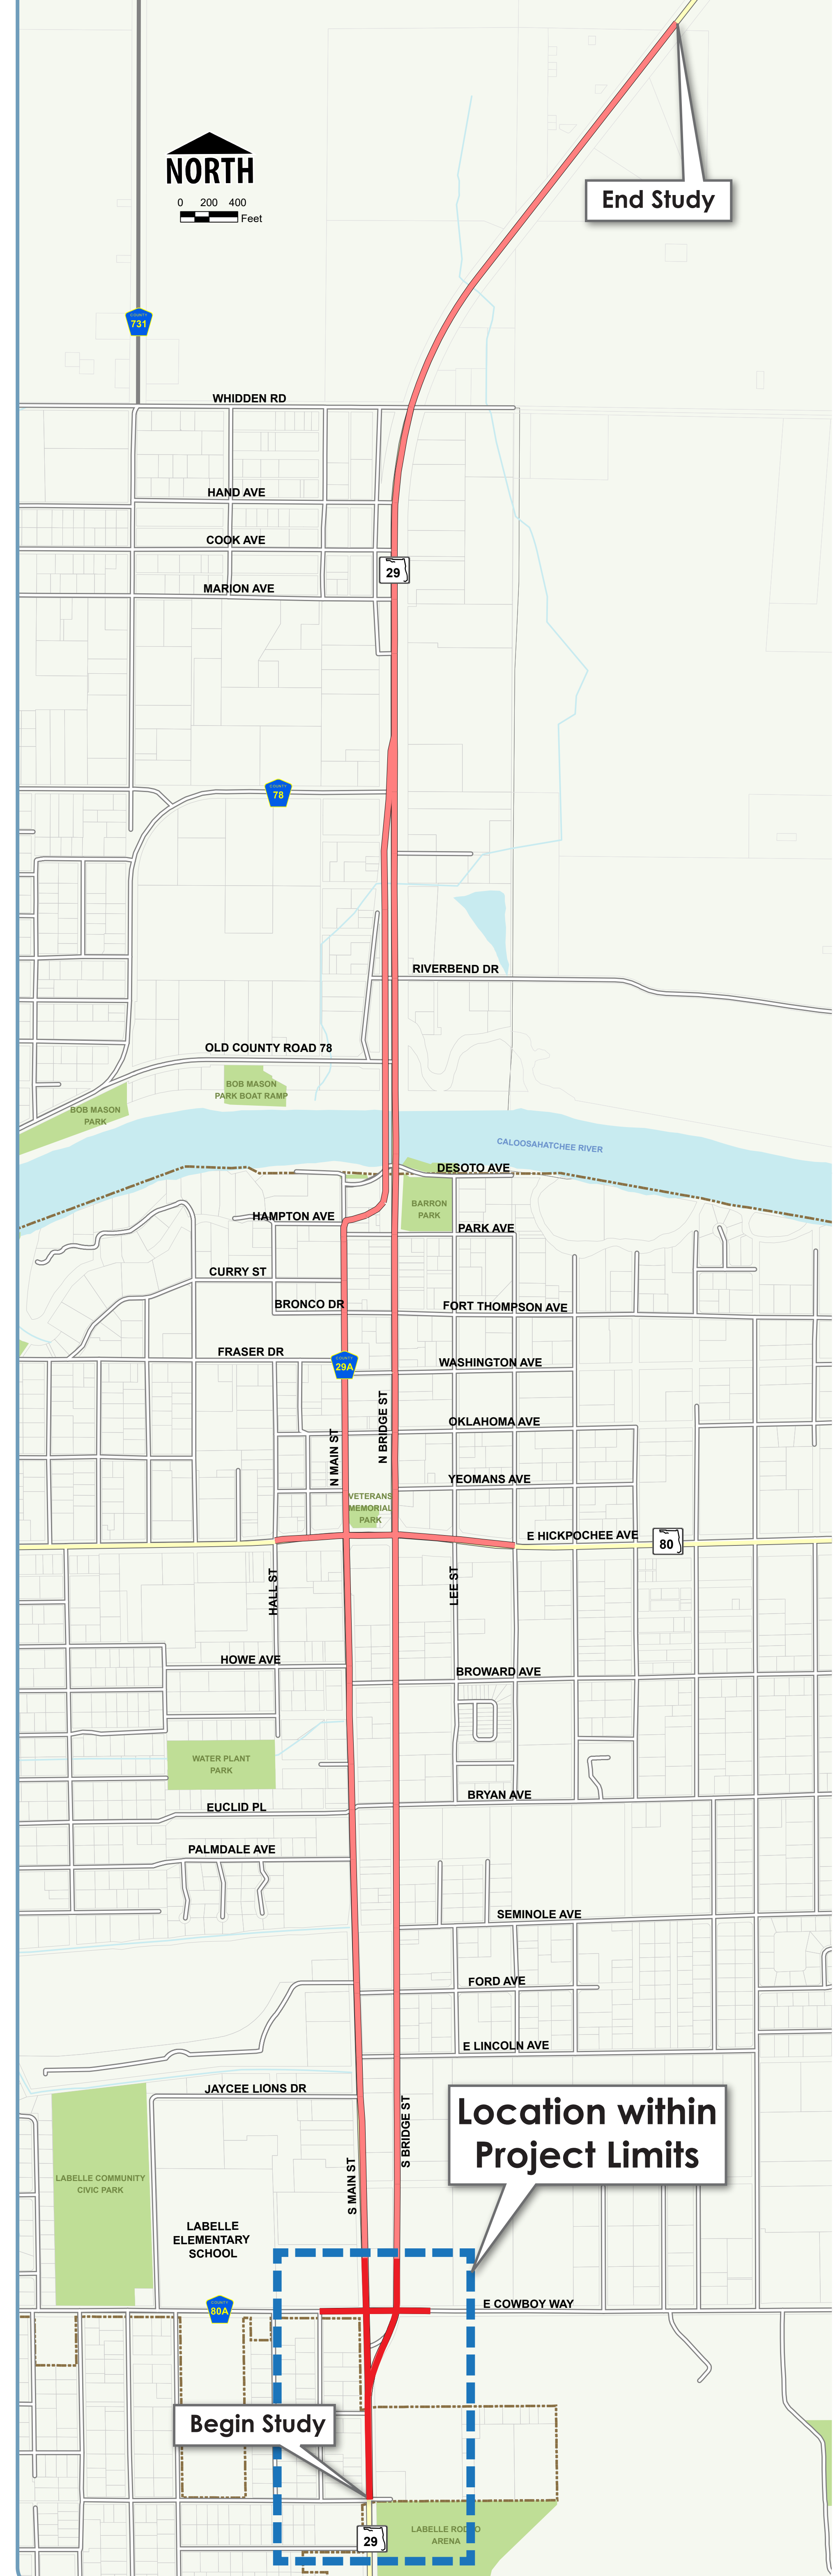 End Study
NORTH
0 200 400
Feet
COUNTY
731
WHIDDEN RD
HAND AVE
COOK AVE
29
MARION AVE
COUNTY
78
RIVERBEND DR
OLD COUNTY ROAD 78
BOB MASON
PARK BOAT RAMP
BOB MASON
PARK
CALOOSAHATCHEE RIVER
DESOTO AVE
BARRON
PARK
HAMPTON AVE
PARK AVE
CURRY ST
BRONCO DR
FORT THOMPSON AVE
FRASER DR
COUNTY
29A
WASHINGTON AVE
N BRIDGE ST
OKLAHOMA AVE
N MAIN ST
YEOMANS AVE
VETERANS
MEMORIAL
PARK
E HICKPOCHEE AVE
80
HALL ST
LEE ST
HOWE AVE
BROWARD AVE
WATER PLANT
PARK
BRYAN AVE
EUCLID PL
PALMDALE AVE
SEMINOLE AVE
FORD AVE
E LINCOLN AVE
JAYCEE LIONS DR
S BRIDGE ST
Location within
Project Limits
S MAIN ST
LABELLE COMMUNITY
CIVIC PARK
LABELLE
ELEMENTARY
SCHOOL
COUNTY
80A
E COWBOY WAY
Begin Study
29
LABELLE RODEO
ARENA